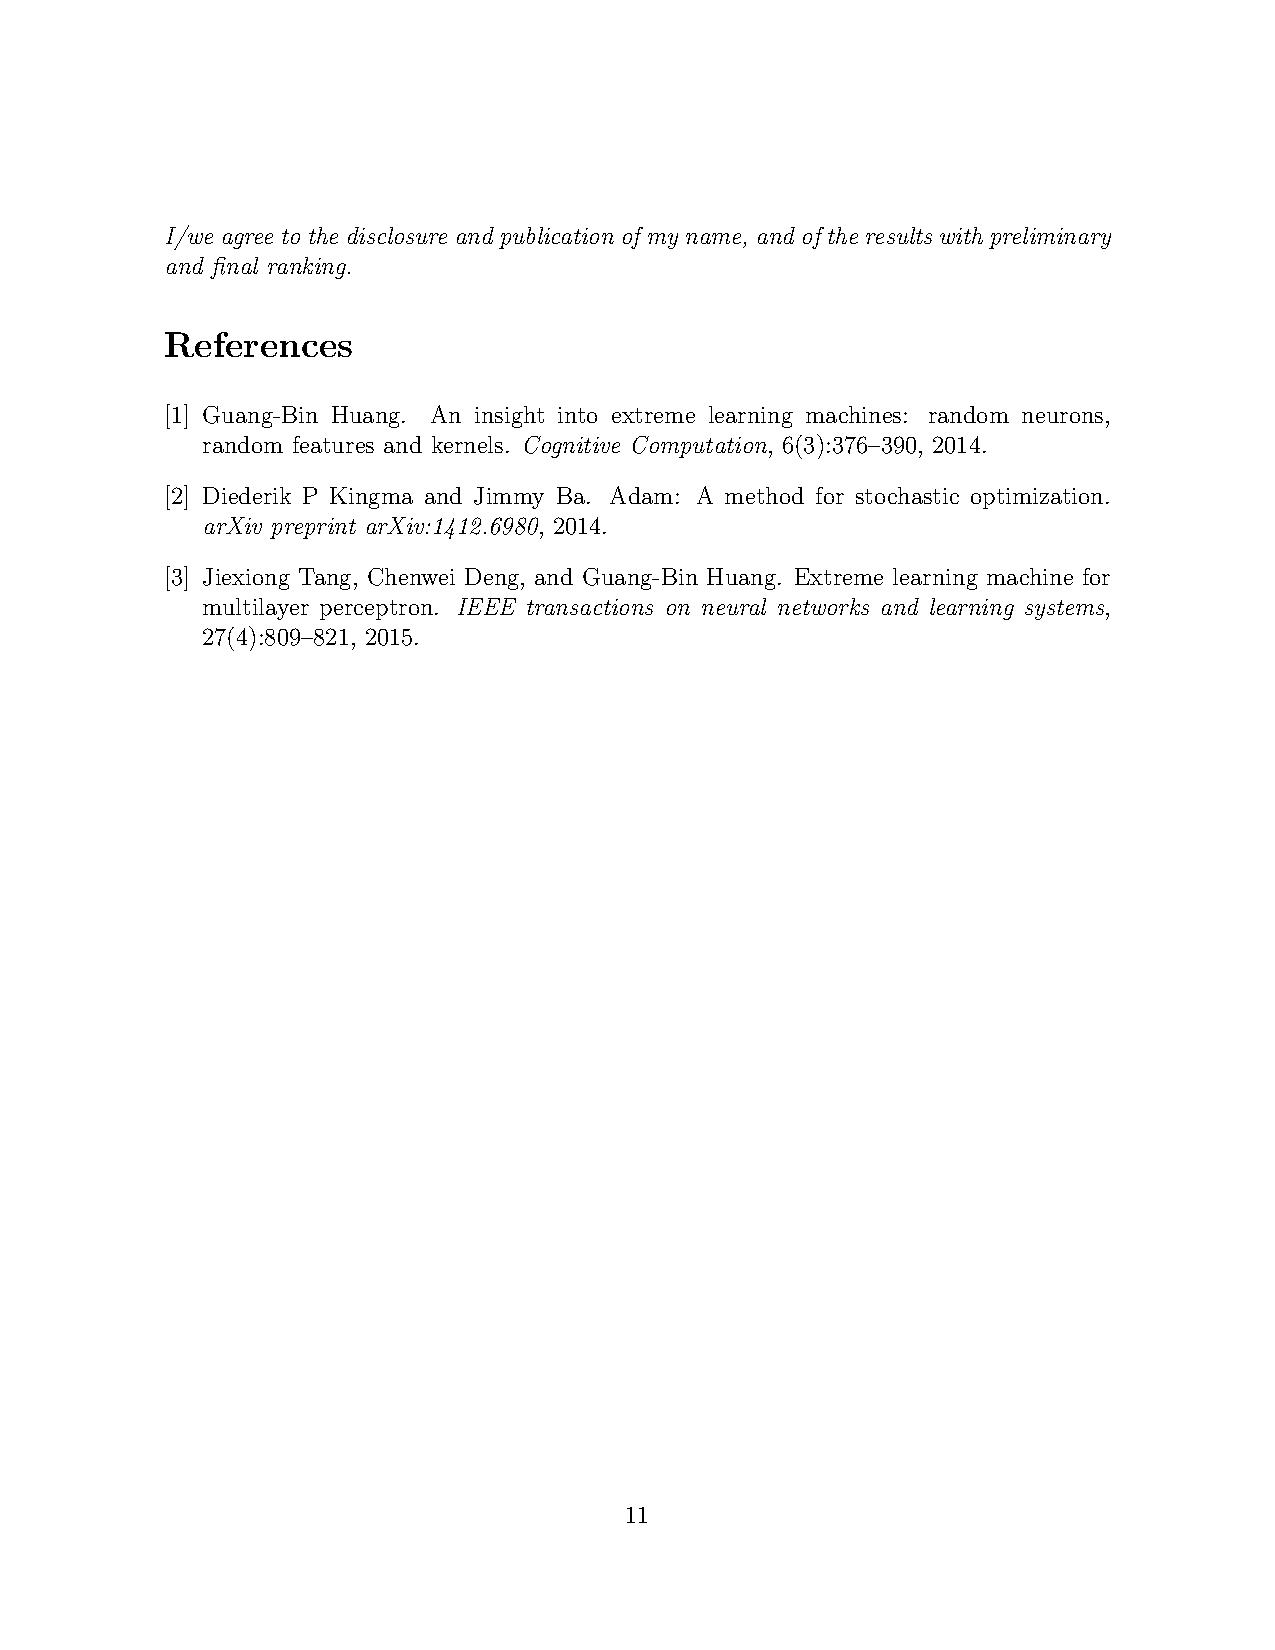 I/we agree to the disclosure and publication of my name, and of the results with preliminary
and final ranking.
References
[1] Guang-Bin Huang. An insight into extreme learning machines: random neurons,
random features and kernels. Cognitive Computation, 6(3):376–390, 2014.
[2] Diederik P Kingma and Jimmy Ba. Adam: A method for stochastic optimization.
arXiv preprint arXiv:1412.6980, 2014.
[3] Jiexiong Tang, Chenwei Deng, and Guang-Bin Huang. Extreme learning machine for
multilayer perceptron. IEEE transactions on neural networks and learning systems,
27(4):809–821, 2015.
11